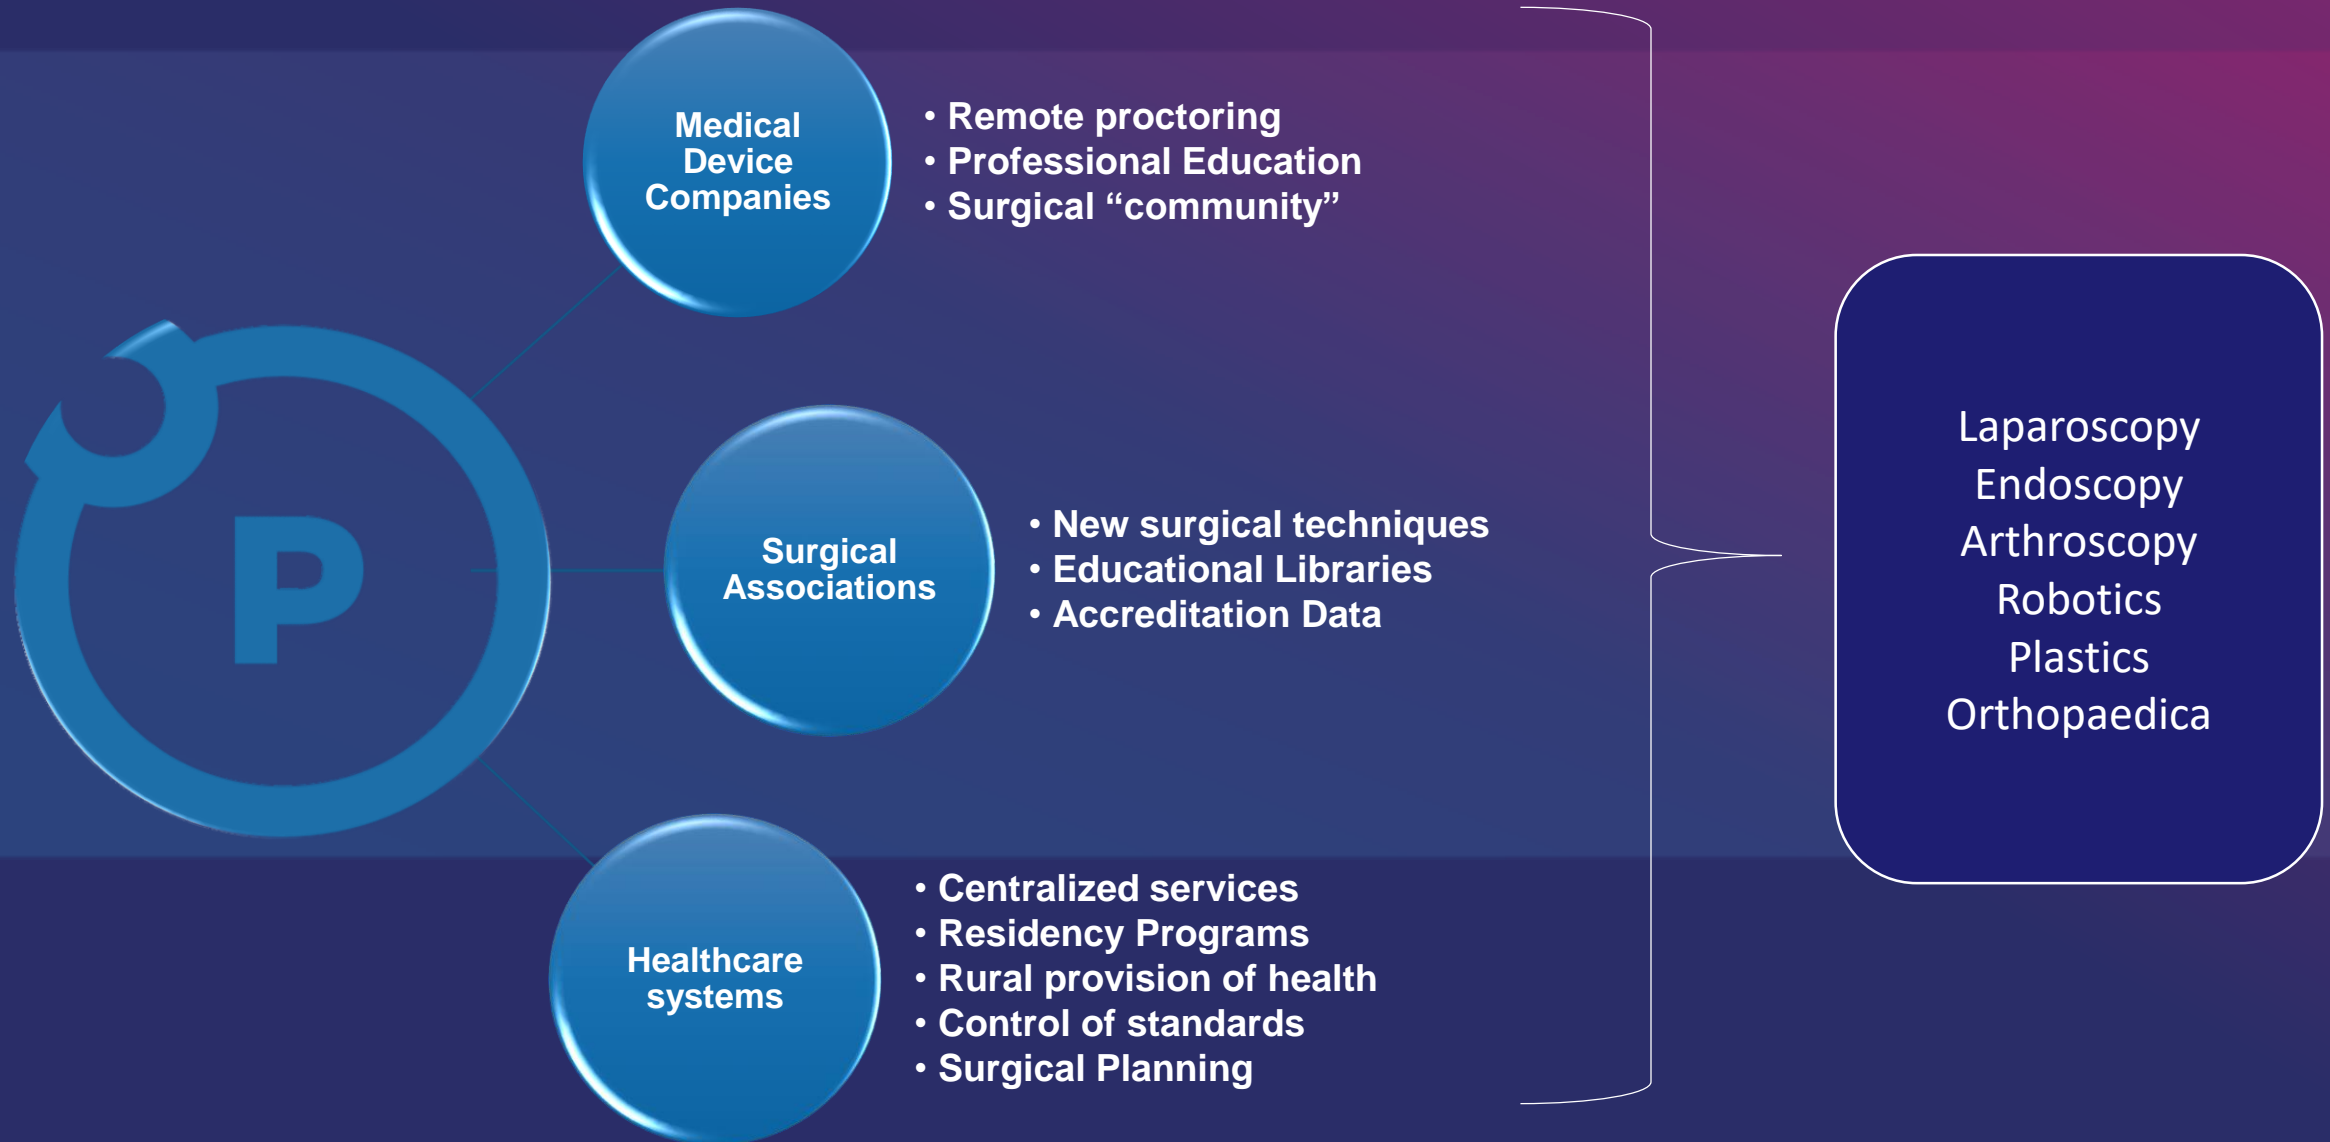 P
Medical
Device
Companies
• Remote proctoring
• Professional Education
• Surgical “community”
Surgical
Associations
• New surgical techniques
• Educational Libraries
• Accreditation Data
Healthcare
systems
• Centralized services
• Residency Programs
• Rural provision of health
• Control of standards
• Surgical Planning
Laparoscopy
Endoscopy
Arthroscopy
Robotics
Plastics
Orthopaedica